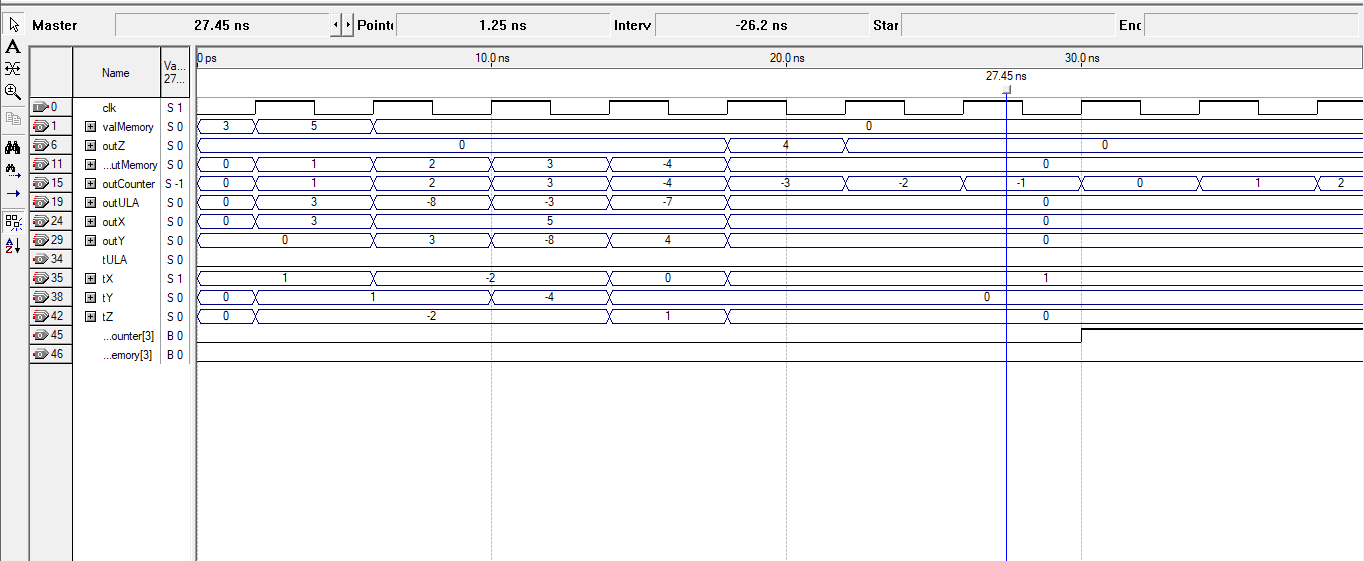 Master 27.45 ns Pointe 1.25 ns Interv -26.2 ns Star End
Name Va... 27... 0 ps 10.0 ns 20.0 ns 30.0 ns
27.45 ns
0 clk S 1
1 valMemory S 0 3 5 0
6 outZ S 0 0 4 0
11 ...utMemory S 0 0 1 2 3 -4 0
15 outCounter S -1 0 1 2 3 -4 -3 -2 -1 0 1 2
19 outULA S 0 0 3 -8 -3 -7 0
24 outX S 0 0 3 5 0
29 outY S 0 0 3 -8 4 0
34 tULA S 0
35 tX S 1 1 -2 0 1
38 tY S 0 0 1 -4 0
42 tZ S 0 0 -2 1 0
45 ...ounter[3] B 0
46 ...emory[3] B 0